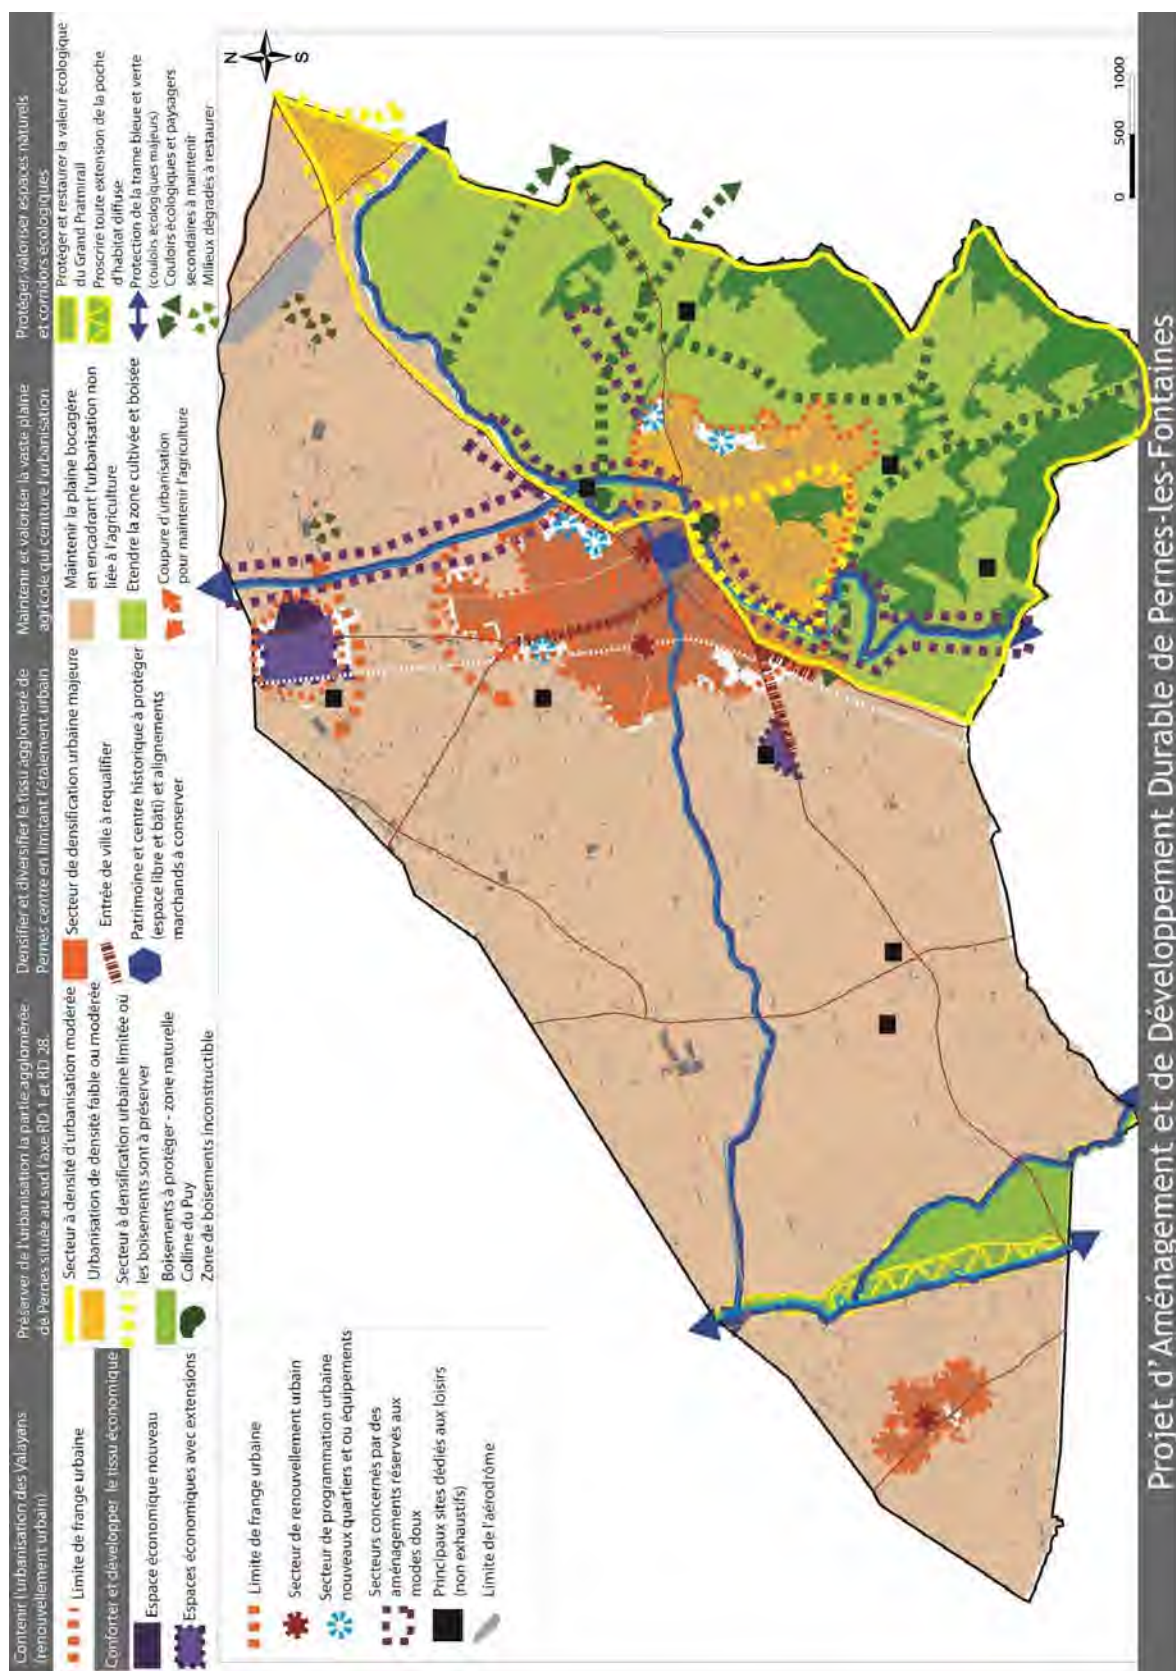 Contenir l'urbanisation des Valayans
(renouvellement urbain)
Limite de frange urbaine
Conforter et développer le tissu économique
Espace économique nouveau
Espaces économiques avec extensions
Préserver de l'urbanisation la partie agglomérée
de Pernes située au sud l'axe RD 1 et RD 28.
Secteur à densité d'urbanisation modérée
Urbanisation de densité faible ou modérée
Secteur à densification urbaine limitée où
les boisements sont à préserver
Boisements à protéger - zone naturelle
Colline du Puy
Zone de boisements inconstructible
Densifier et diversifier le tissu aggloméré de
Pernes centre en limitant l'étalement urbain
Secteur de densification urbaine majeure
Entrée de ville à requalifier
Patrimoine et centre historique à protéger
(espace libre et bâti) et alignements
marchands à conserver
Maintenir et valoriser la vaste plaine
agricole qui ceinture l'urbanisation
Maintenir la plaine bocagère
en encadrant l'urbanisation non
liée à l'agriculture
Etendre la zone cultivée et boisée
Coupure d'urbanisation
pour maintenir l'agriculture
Protéger valoriser espaces naturels
et corridors écologiques
Protéger et restaurer la valeur écologique
du Grand Pratmirail
Proscrire toute extension de la poche
d'habitat diffuse
Protection de la trame bleue et verte
(couloirs écologiques majeurs)
Couloirs écologiques et paysagers
secondaires à maintenir
Milieux dégradés à restaurer
Limite de frange urbaine
Secteur de renouvellement urbain
Secteur de programmation urbaine
nouveaux quartiers et ou équipements
Secteurs concernés par des
aménagements réservés aux
modes doux
Principaux sites dédiés aux loisirs
(non exhaustifs)
Limite de l'aérodrôme
N
S
0 500 1000
Projet d'Aménagement et de Développement Durable de Pernes-les-Fontaines